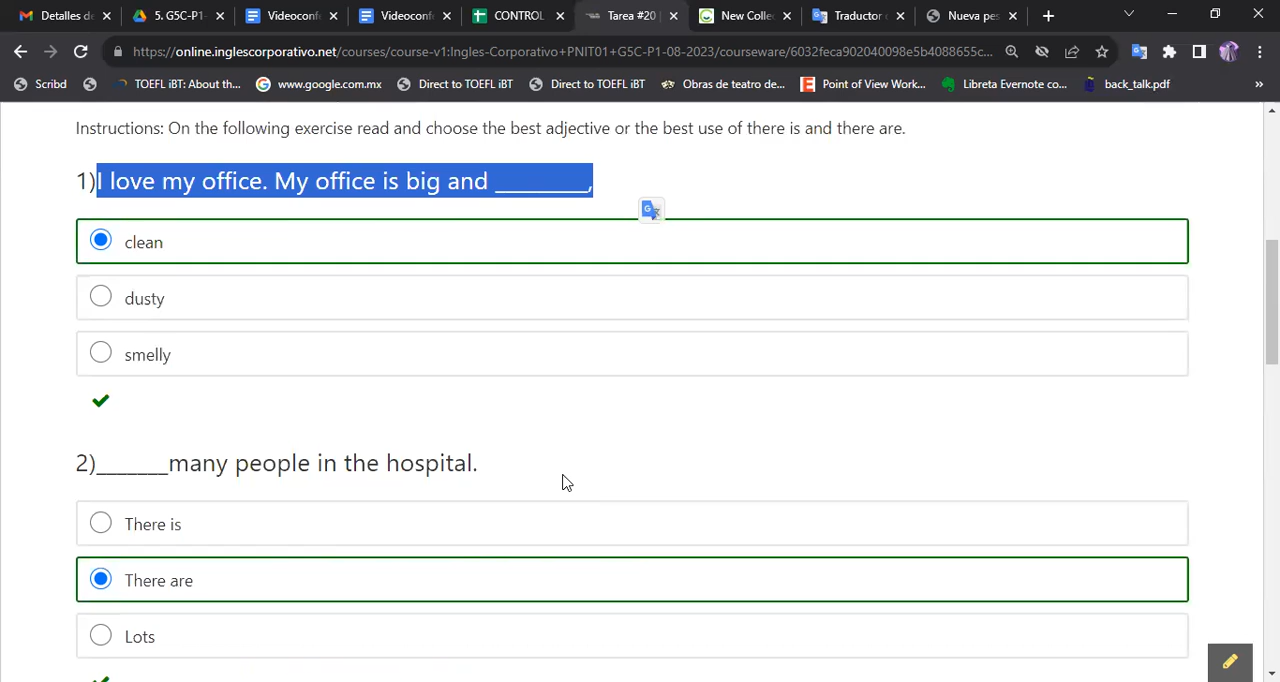 Detalles de
5. G5C-P1-
Videoconf
Videoconf
CONTROL
Tarea #20 |
New Colle
Traductor
Nueva pes
https://online.inglescorporativo.net/courses/course-v1:Ingles-Corporativo+PNIT01+G5C-P1-08-2023/courseware/6032feca902040098e5b4088655c...
Scribd
TOEFL iBT: About th...
www.google.com.mx
Direct to TOEFL iBT
Direct to TOEFL iBT
Obras de teatro de...
Point of View Work...
Libreta Evernote co...
back_talk.pdf
»
Instructions: On the following exercise read and choose the best adjective or the best use of there is and there are.
1)I love my office. My office is big and ________,
clean
dusty
smelly
2)______many people in the hospital.
There is
There are
Lots